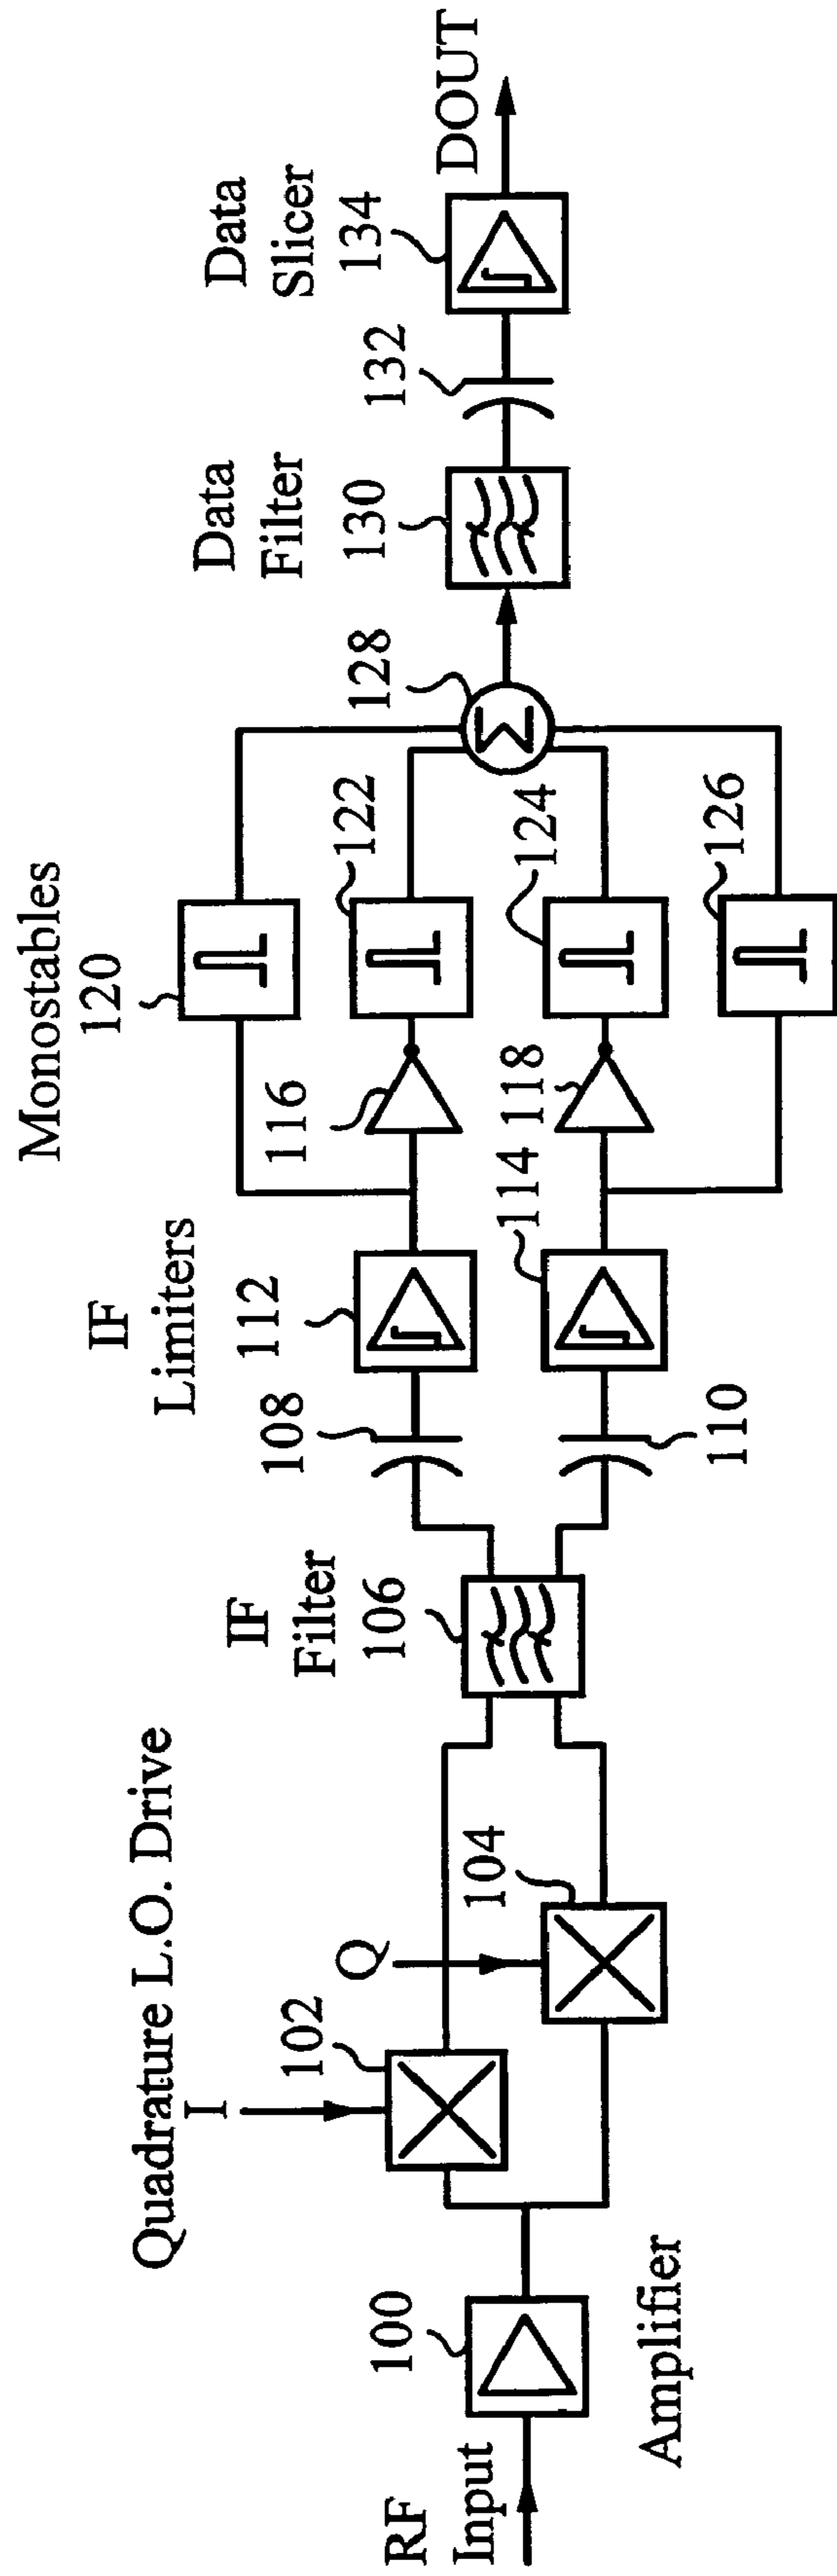 RF
Input
100
Amplifier
Quadrature L.O. Drive
I
102
Q
104
IF
Filter
106
108
110
IF
Limiters
112
114
116
118
Monostables
120
122
124
126
128
Σ
Data
Filter
130
132
Data
Slicer
134
DOUT